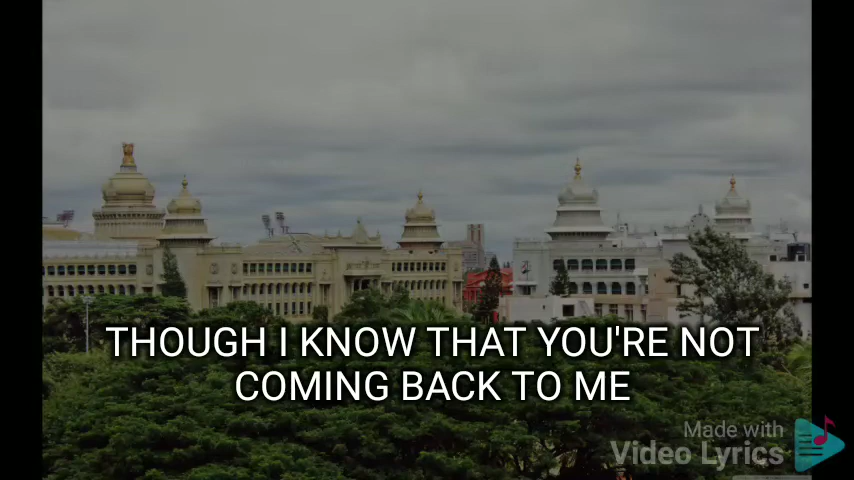 THOUGH I KNOW THAT YOU'RE NOT
COMING BACK TO ME
Made with
Video Lyrics